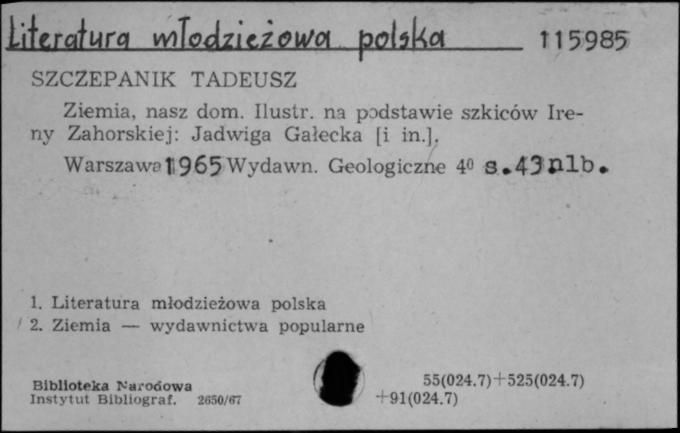 Literatura młodzieżowa polska 115985
SZCZEPANIK TADEUSZ
Ziemia, nasz dom. Ilustr. na podstawie szkiców Ire-
ny Zahorskiej: Jadwiga Gałecka [i in.].
Warszawa 1965 Wydawn. Geologiczne 4⁰ s.43 nlb.
1. Literatura młodzieżowa polska
2. Ziemia — wydawnictwa popularne
Biblioteka Narodowa 55(024.7)+525(024.7)
Instytut Bibliograf. 2650/67 +91(024.7)